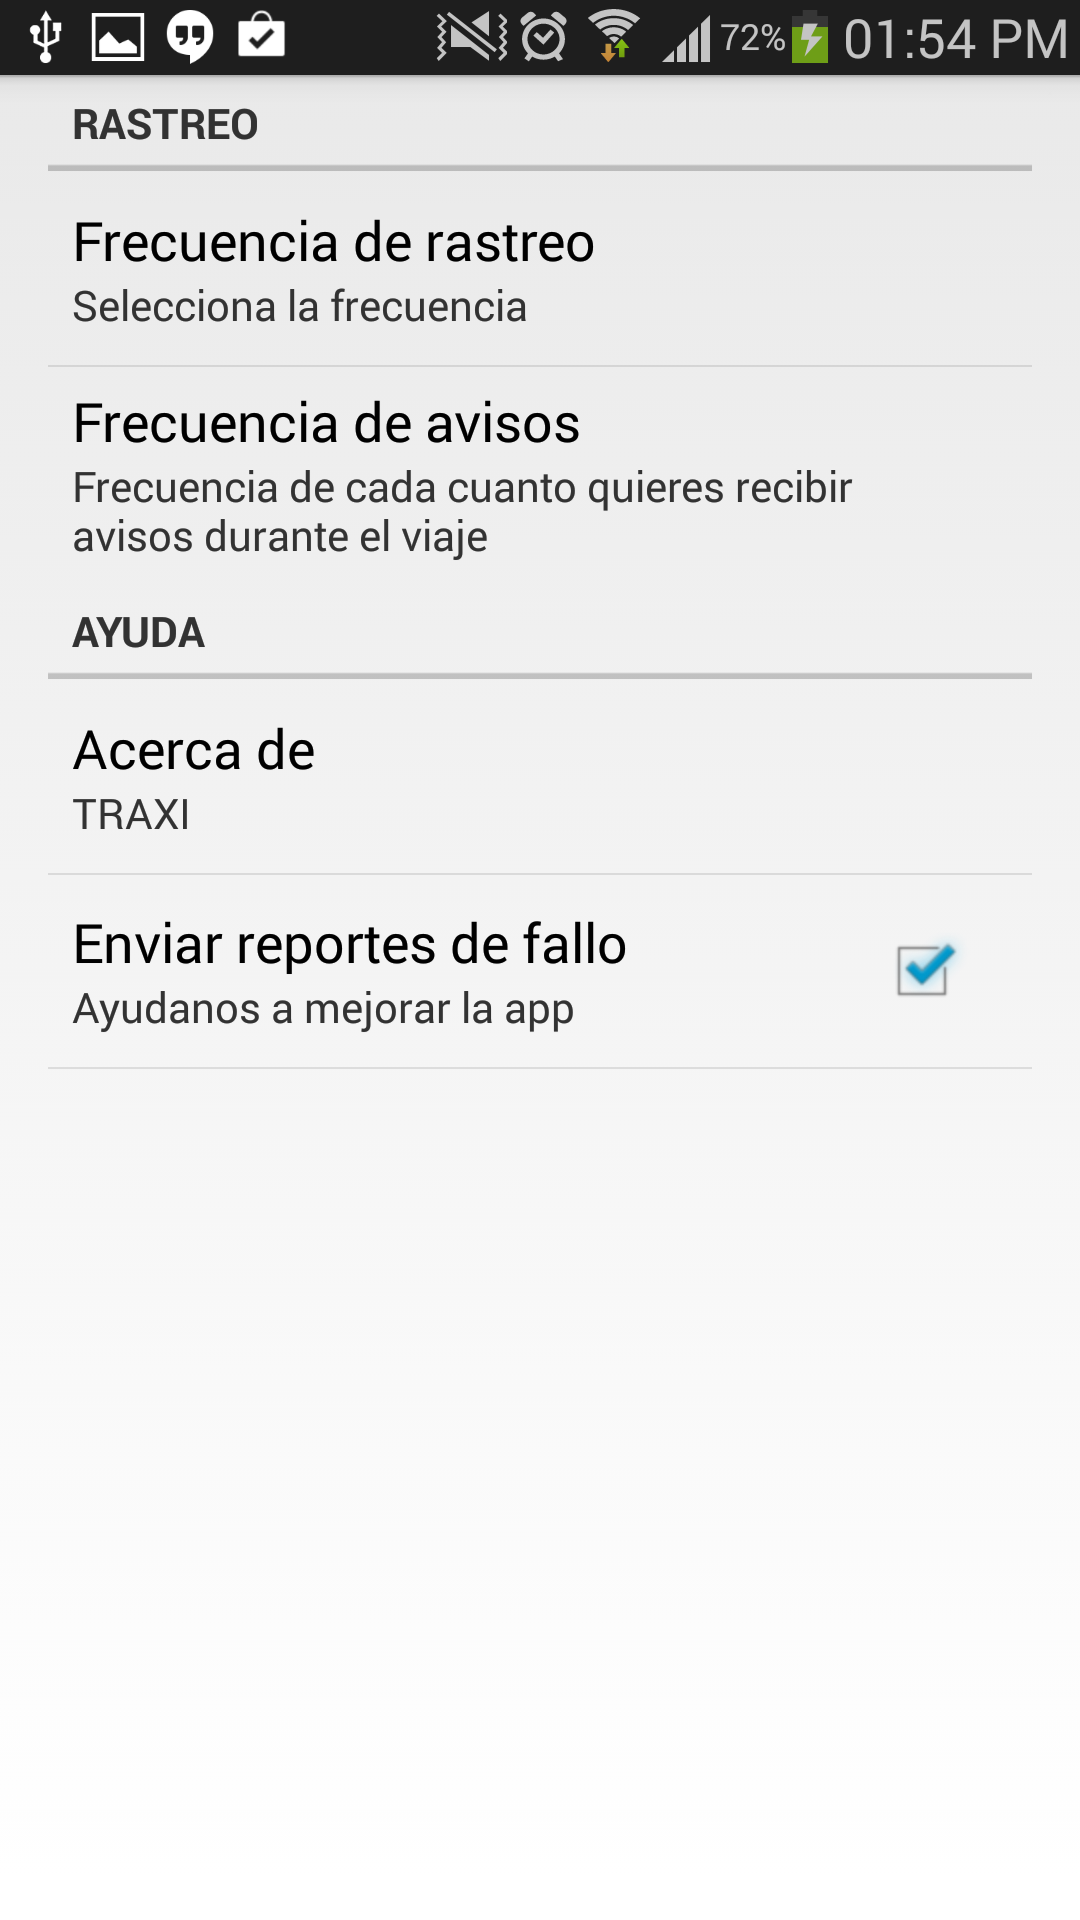 72% 01:54 PM
RASTREO
Frecuencia de rastreo
Selecciona la frecuencia
Frecuencia de avisos
Frecuencia de cada cuanto quieres recibir
avisos durante el viaje
AYUDA
Acerca de
TRAXI
Enviar reportes de fallo
Ayudanos a mejorar la app